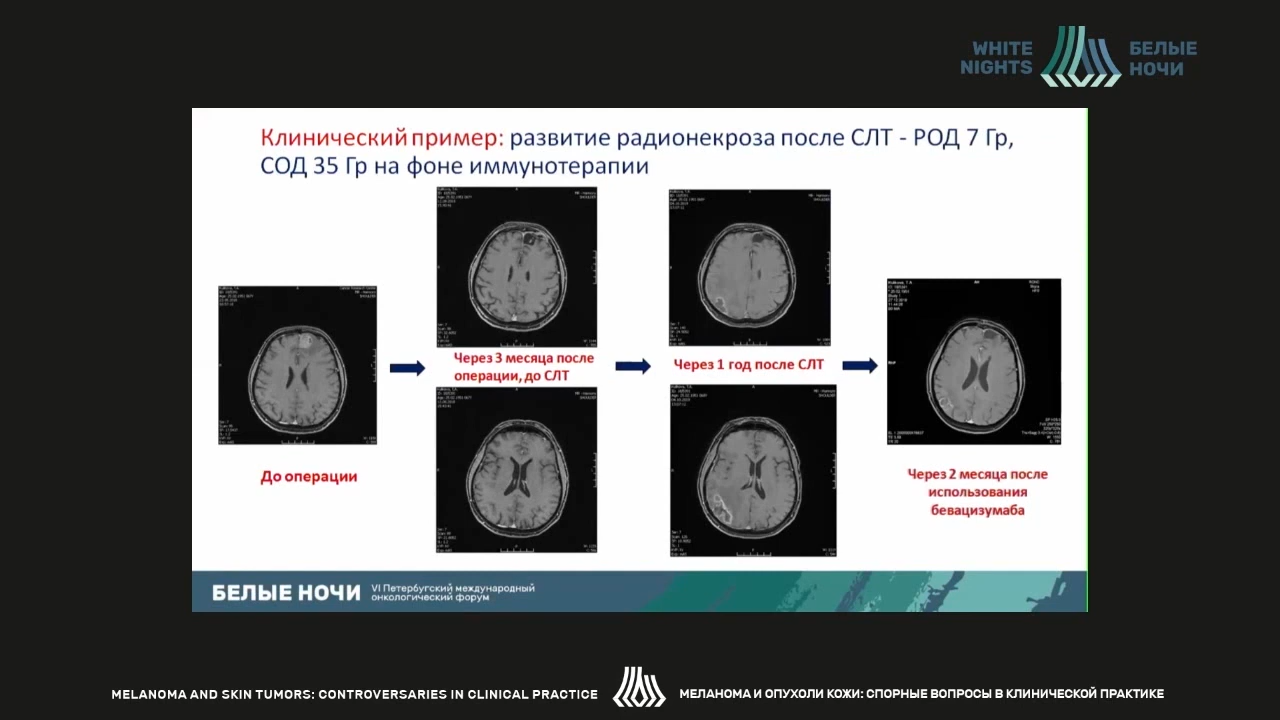 WHITE
NIGHTS
БЕЛЫЕ
НОЧИ
Клинический пример: развитие радионекроза после СЛТ - РОД 7 Гр,
СОД 35 Гр на фоне иммунотерапии
До операции
Через 3 месяца после
операции, до СЛТ
Через 1 год после СЛТ
Через 2 месяца после
использования
бевацизумаба
БЕЛЫЕ НОЧИ
VI Петербугский международный
онкологический форум
MELANOMA AND SKIN TUMORS: CONTROVERSARIES IN CLINICAL PRACTICE
МЕЛАНОМА И ОПУХОЛИ КОЖИ: СПОРНЫЕ ВОПРОСЫ В КЛИНИЧЕСКОЙ ПРАКТИКЕ